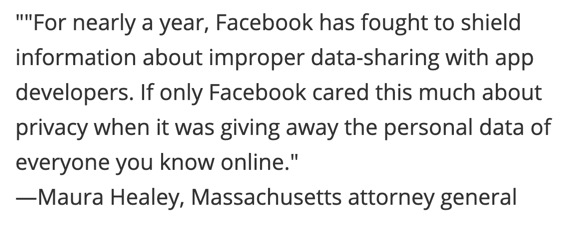 ""For nearly a year, Facebook has fought to shield
information about improper data-sharing with app
developers. If only Facebook cared this much about
privacy when it was giving away the personal data of
everyone you know online."
—Maura Healey, Massachusetts attorney general